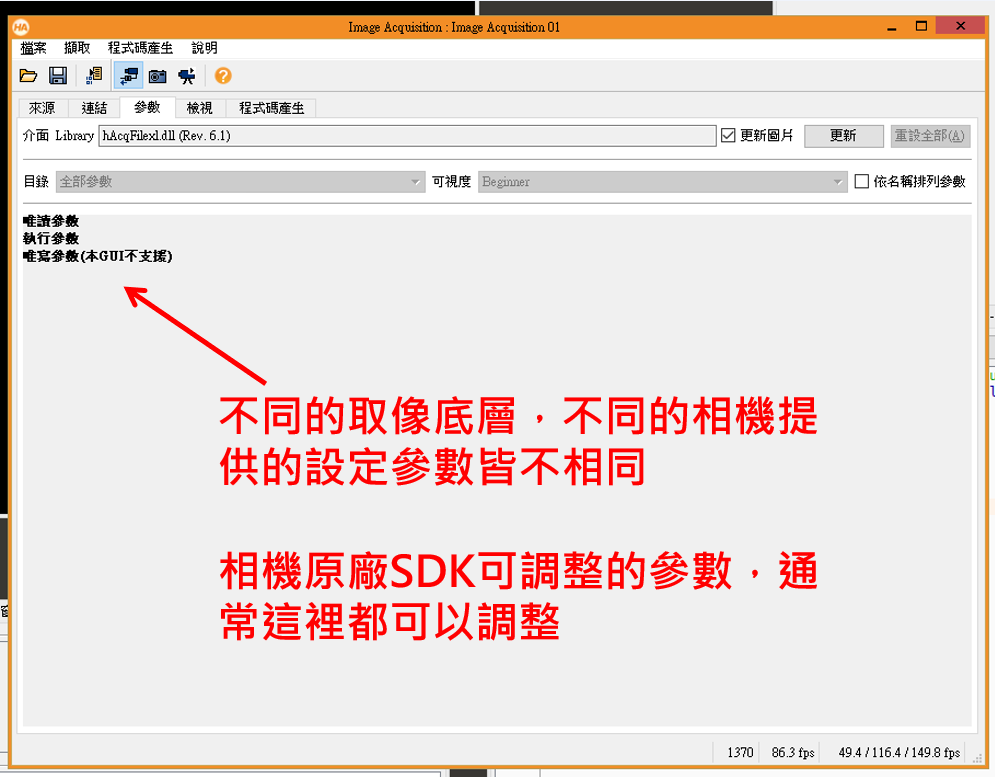 HA
Image Acquisition : Image Acquisition 01
檔案 擷取 程式碼產生 說明
來源 連結 參數 檢視 程式碼產生
介面 Library hAcqFilexl.dll (Rev. 6.1) 更新圖片 更新 重設全部(A)
目錄 全部參數 可視度 Beginner 依名稱排列參數
唯讀參數
執行參數
唯寫參數(本GUI不支援)
不同的取像底層，不同的相機提
供的設定參數皆不相同
相機原廠SDK可調整的參數，通
常這裡都可以調整
1370 86.3 fps 49.4 / 116.4 / 149.8 fps